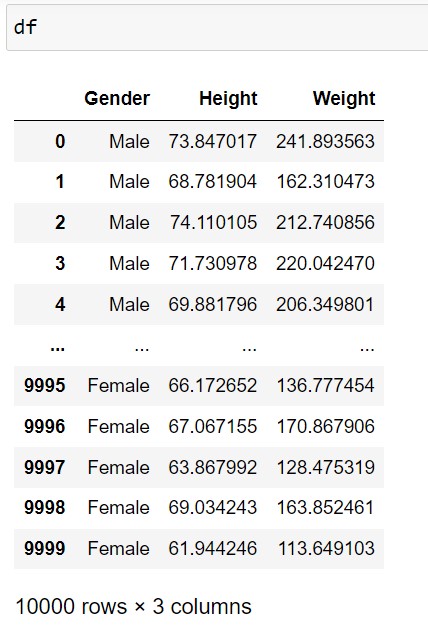 df
Gender Height Weight
0 Male 73.847017 241.893563
1 Male 68.781904 162.310473
2 Male 74.110105 212.740856
3 Male 71.730978 220.042470
4 Male 69.881796 206.349801
... ... ... ...
9995 Female 66.172652 136.777454
9996 Female 67.067155 170.867906
9997 Female 63.867992 128.475319
9998 Female 69.034243 163.852461
9999 Female 61.944246 113.649103
10000 rows × 3 columns